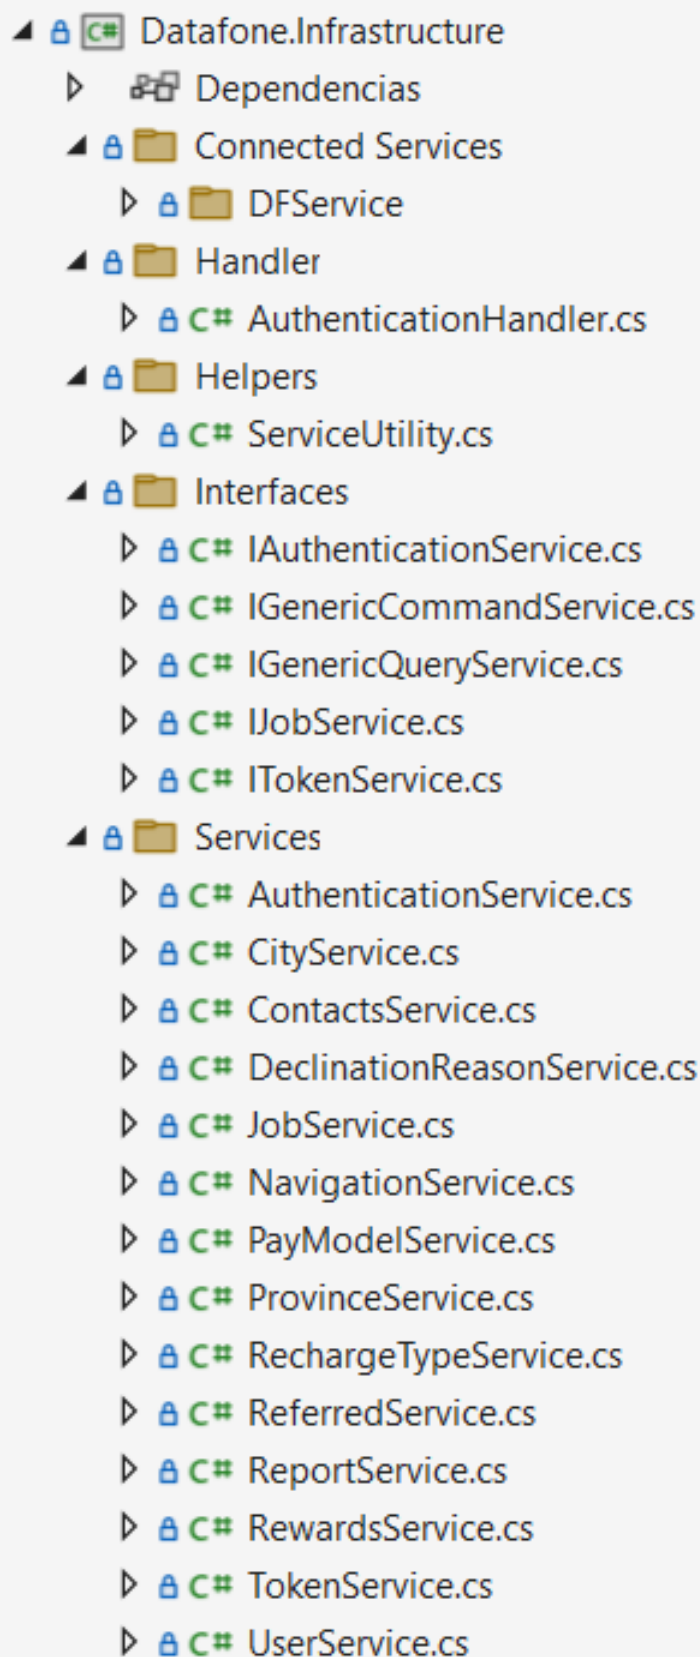 C# Datafone.Infrastructure
Dependencias
Connected Services
DFService
Handler
C# AuthenticationHandler.cs
Helpers
C# ServiceUtility.cs
Interfaces
C# IAuthenticationService.cs
C# IGenericCommandService.cs
C# IGenericQueryService.cs
C# IJobService.cs
C# ITokenService.cs
Services
C# AuthenticationService.cs
C# CityService.cs
C# ContactsService.cs
C# DeclinationReasonService.cs
C# JobService.cs
C# NavigationService.cs
C# PayModelService.cs
C# ProvinceService.cs
C# RechargeTypeService.cs
C# ReferredService.cs
C# ReportService.cs
C# RewardsService.cs
C# TokenService.cs
C# UserService.cs